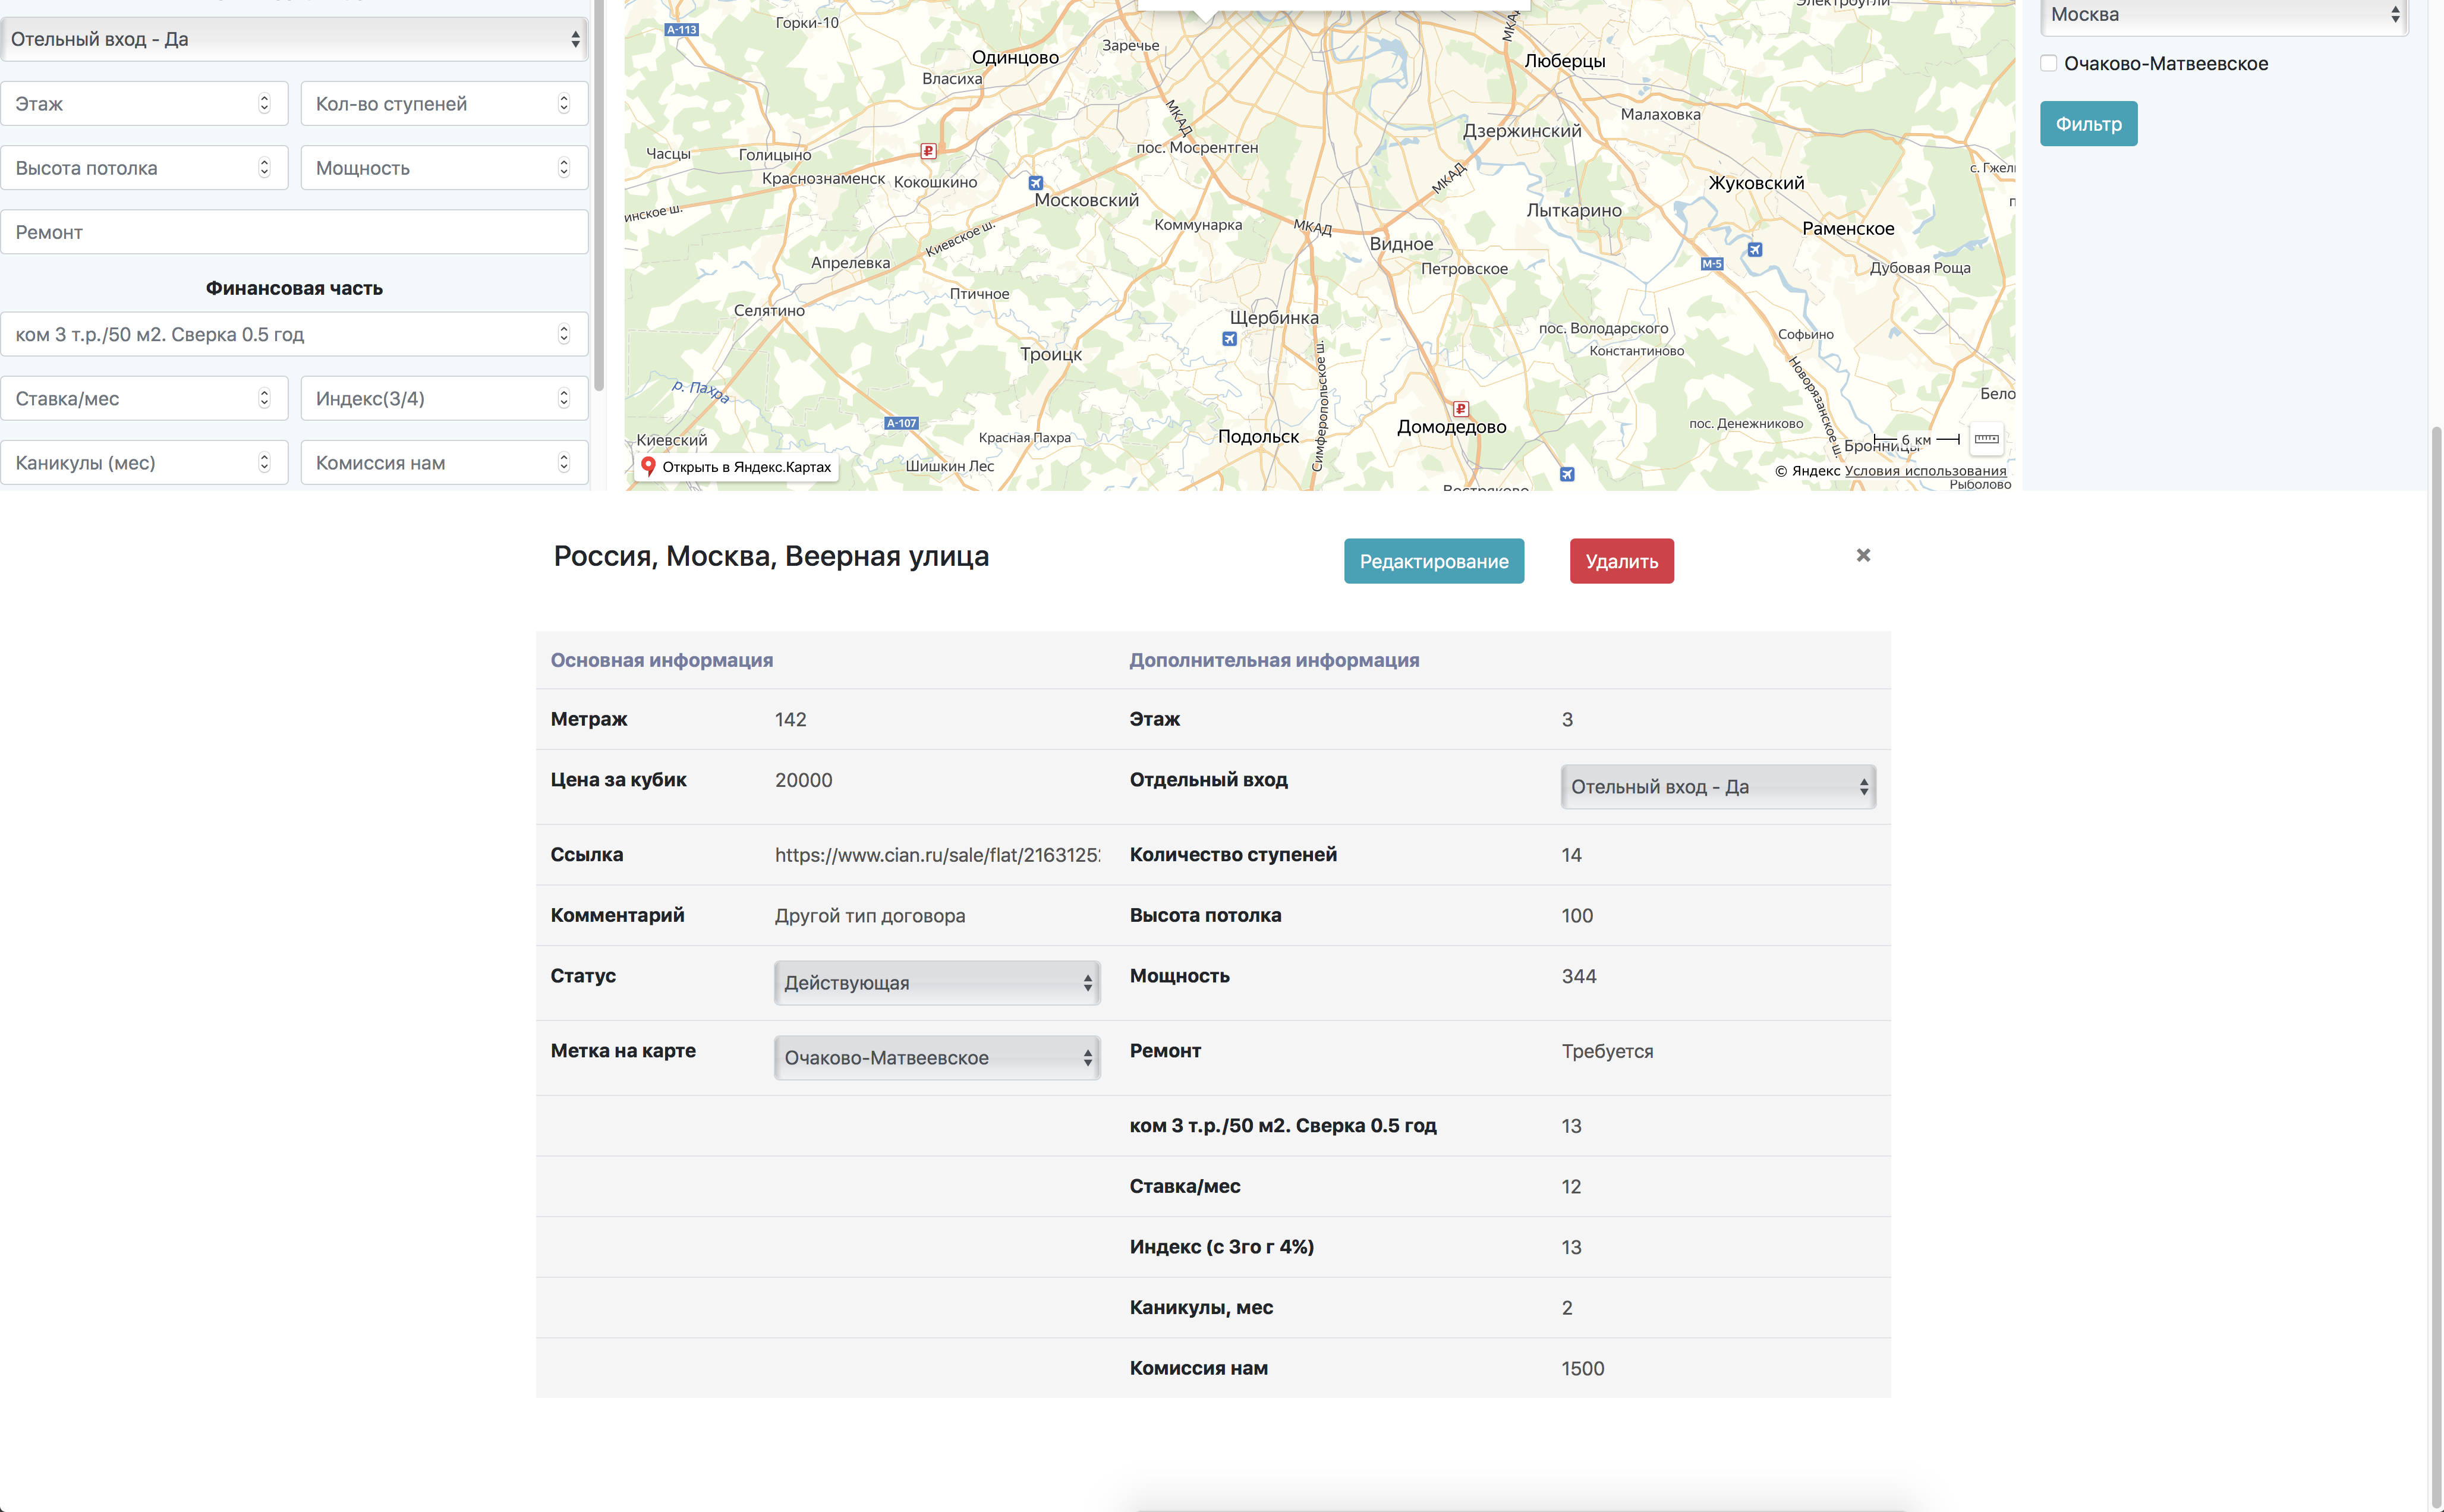 Отельный вход - Да
Этаж
Кол-во ступеней
Высота потолка
Мощность
Ремонт
Финансовая часть
ком 3 т.р./50 м2. Сверка 0.5 год
Ставка/мес
Индекс(3/4)
Каникулы (мес)
Комиссия нам
А-113
Горки-10
Одинцово
Заречье
Власиха
МКАД
Люберцы
Малаховка
Дзержинский
МКАД
пос. Мосрентген
Часцы
Голицыно
Краснознаменск
Кокошкино
Московский
МКАД
Жуковский
с. Гжел
инское ш.
Коммунарка
МКАД
Лыткарино
Раменское
Киевское ш.
Видное
Апрелевка
Петровское
М-5
Дубовая Роща
Птичное
Селятино
Щербинка
пос. Володарского
Софьино
Троицк
Константиново
Новорязанское ш.
р. Пахра
Симферопольское ш.
Бело
А-107
Домодедово
пос. Денежниково
Киевский
Красная Пахра
Подольск
6 км
Бронницы
Открыть в Яндекс.Картах
Шишкин Лес
© Яндекс Условия использования
Востряково
Рыболово
Электроугли
Москва
Очаково-Матвеевское
Фильтр
Россия, Москва, Веерная улица
Редактирование
Удалить
×
Основная информация
Дополнительная информация
Метраж 142 Этаж 3
Цена за кубик 20000 Отдельный вход Отельный вход - Да
Ссылка https://www.cian.ru/sale/flat/2163125 Количество ступеней 14
Комментарий Другой тип договора Высота потолка 100
Статус Действующая Мощность 344
Метка на карте Очаково-Матвеевское Ремонт Требуется
ком 3 т.р./50 м2. Сверка 0.5 год 13
Ставка/мес 12
Индекс (с 3го г 4%) 13
Каникулы, мес 2
Комиссия нам 1500